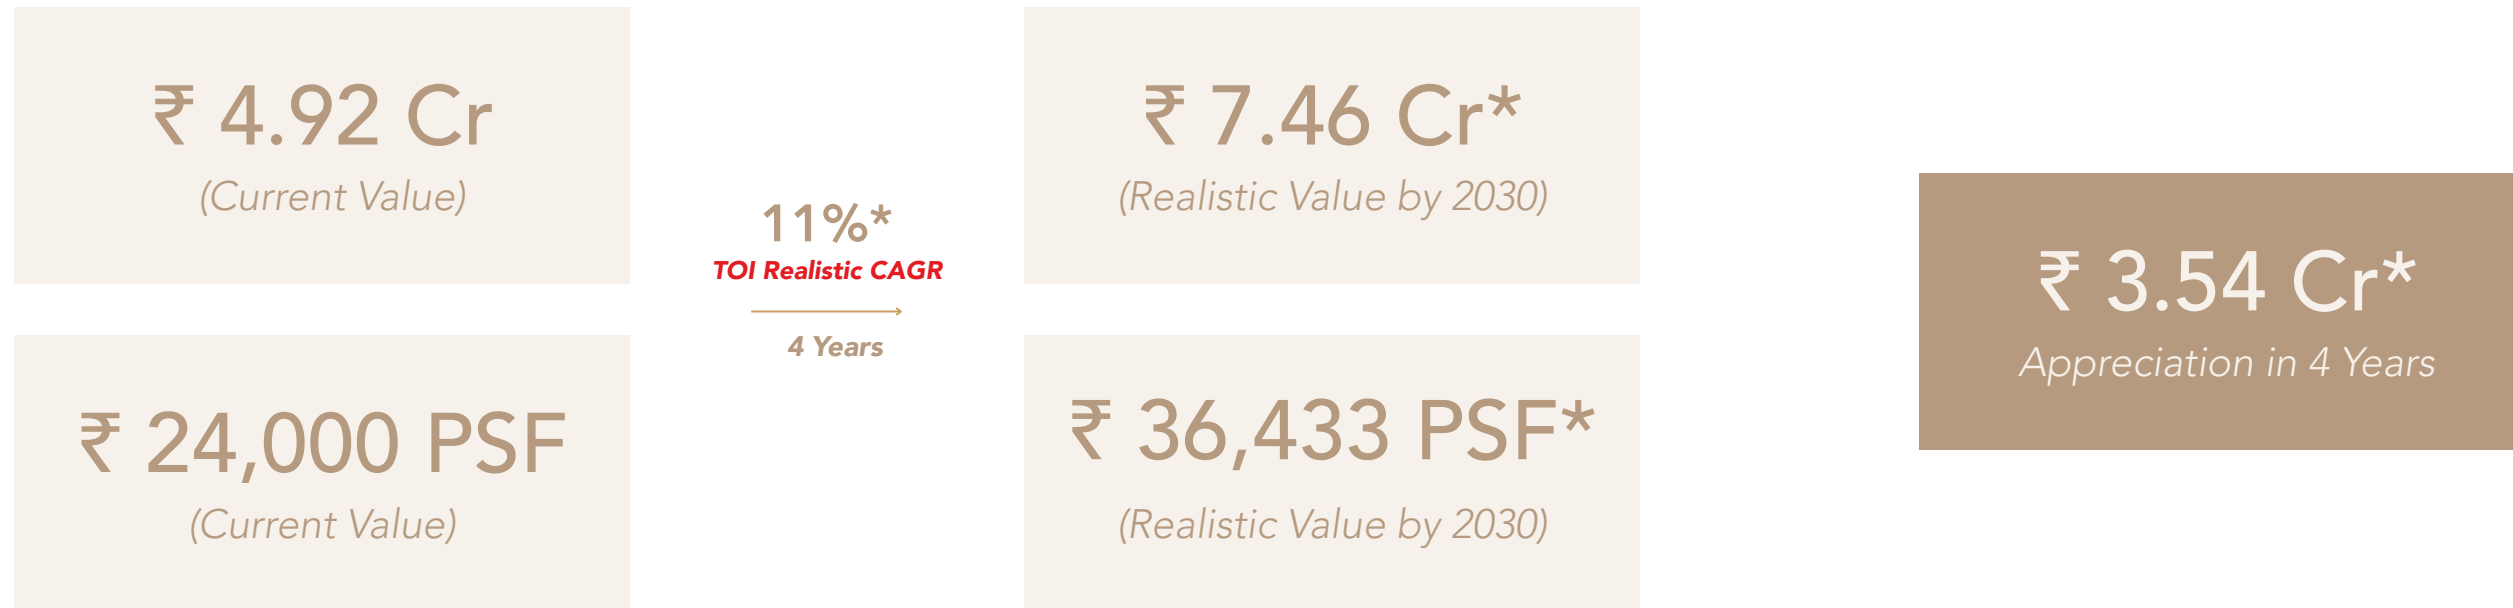 ₹ 4.92 Cr
(Current Value)
₹ 24,000 PSF
(Current Value)
11%*
TOI Realistic CAGR
4 Years
₹ 7.46 Cr*
(Realistic Value by 2030)
₹ 36,433 PSF*
(Realistic Value by 2030)
₹ 3.54 Cr*
Appreciation in 4 Years